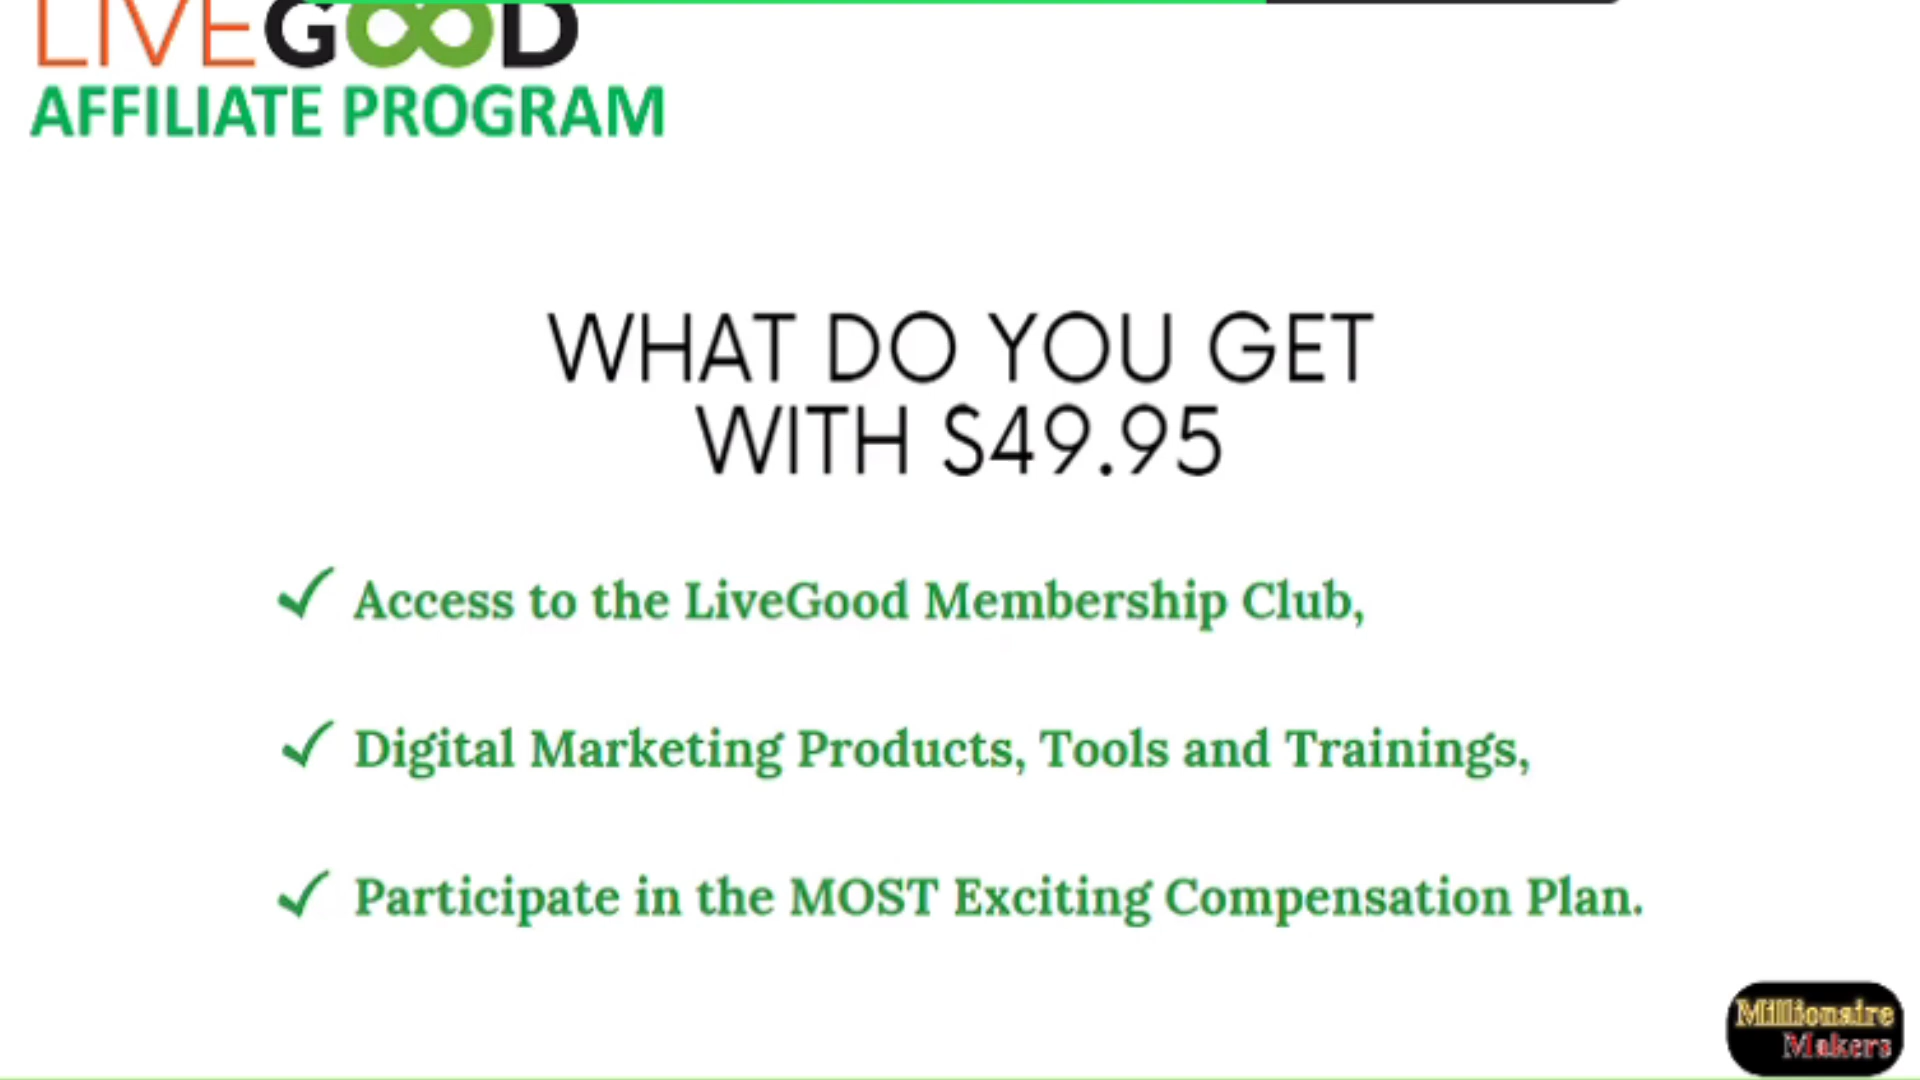 LIVEGOOD
AFFILIATE PROGRAM
WHAT DO YOU GET
WITH $49.95
Access to the LiveGood Membership Club,
Digital Marketing Products, Tools and Trainings,
Participate in the MOST Exciting Compensation Plan.
Millionaire
Makers